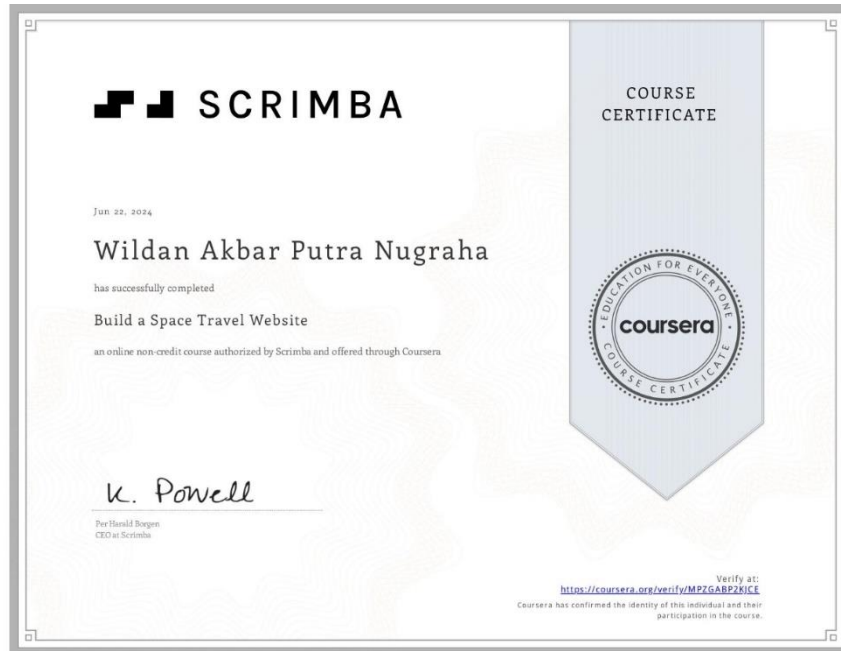 SCRIMBA
COURSE
CERTIFICATE
Jun 22, 2024
Wildan Akbar Putra Nugraha
has successfully completed
Build a Space Travel Website
an online non-credit course authorized by Scrimba and offered through Coursera
EDUCATION FOR EVERYONE
coursera
COURSE CERTIFICATE
K. Powell
Per Harald Borgen
CEO at Scrimba
Verify at:
https://coursera.org/verify/MPZGABP2KJCE
Coursera has confirmed the identity of this individual and their
participation in the course.